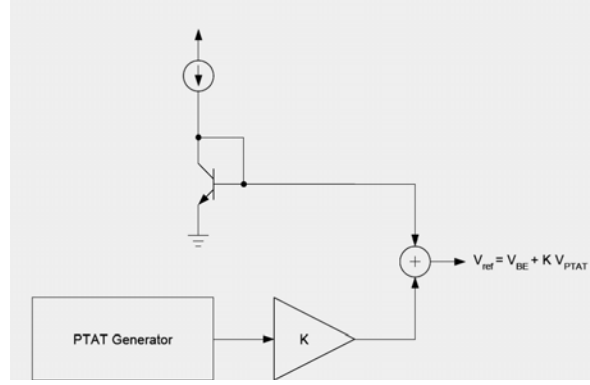 +
V_ref = V_BE + K V_PTAT
PTAT Generator
K